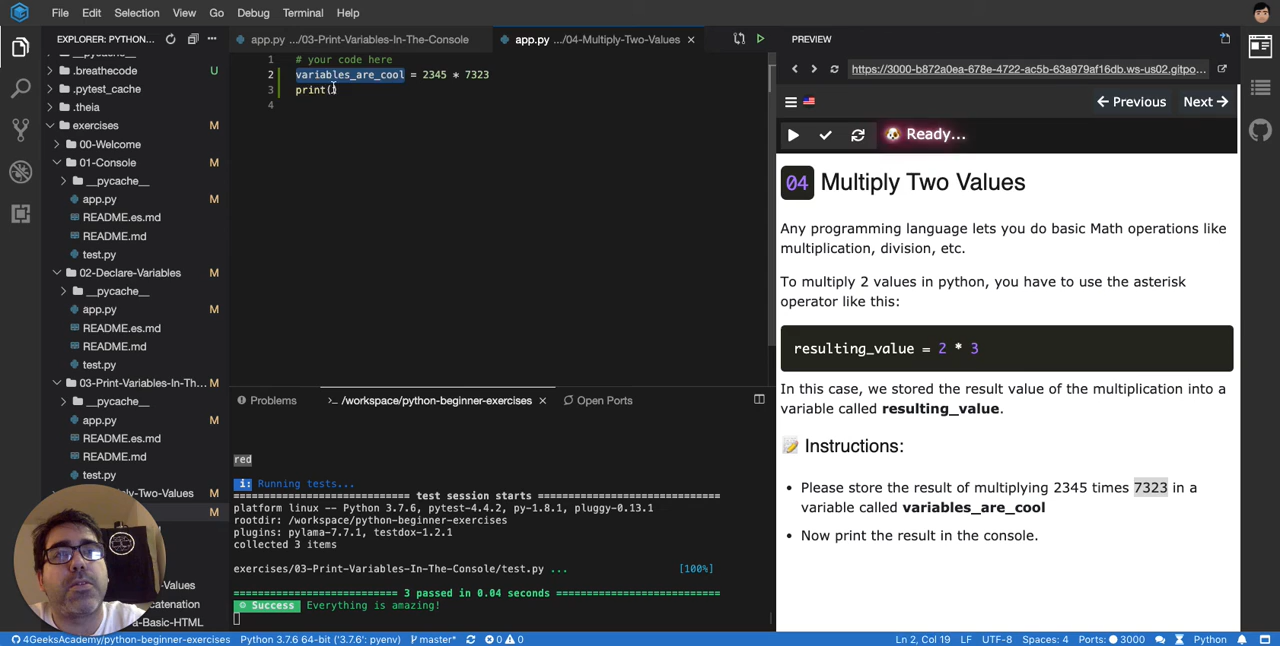 File Edit Selection View Go Debug Terminal Help
EXPLORER: PYTHON...
__pycache__
.breathecode U
.pytest_cache
.theia
exercises M
00-Welcome
01-Console M
__pycache__
app.py M
README.es.md
README.md
test.py
02-Declare-Variables M
__pycache__
app.py M
README.es.md
README.md
test.py
03-Print-Variables-In-Th... M
__pycache__
app.py M
README.es.md
README.md
test.py
ly-Two-Values M
M
-Values
catenation
a-Basic-HTML
app.py .../03-Print-Variables-In-The-Console
app.py .../04-Multiply-Two-Values ×
1 # your code here
2 variables_are_cool = 2345 * 7323
3 print()
4
Problems >_ /workspace/python-beginner-exercises × Open Ports
red
i: Running tests...
============================ test session starts =============================
platform linux -- Python 3.7.6, pytest-4.4.2, py-1.8.1, pluggy-0.13.1
rootdir: /workspace/python-beginner-exercises
plugins: pylama-7.7.1, testdox-1.2.1
collected 3 items
exercises/03-Print-Variables-In-The-Console/test.py ... [100%]
========================== 3 passed in 0.04 seconds ==========================
Success Everything is amazing!
PREVIEW
https://3000-b872a0ea-678e-4722-ac5b-63a979af16db.ws-us02.gitpo...
← Previous Next →
Ready...
04 Multiply Two Values
Any programming language lets you do basic Math operations like
multiplication, division, etc.
To multiply 2 values in python, you have to use the asterisk
operator like this:
resulting_value = 2 * 3
In this case, we stored the result value of the multiplication into a
variable called resulting_value.
📝 Instructions:
• Please store the result of multiplying 2345 times 7323 in a
variable called variables_are_cool
• Now print the result in the console.
4GeeksAcademy/python-beginner-exercises Python 3.7.6 64-bit ('3.7.6': pyenv) master* 0 0 Ln 2, Col 19 LF UTF-8 Spaces: 4 Ports: 3000 Python